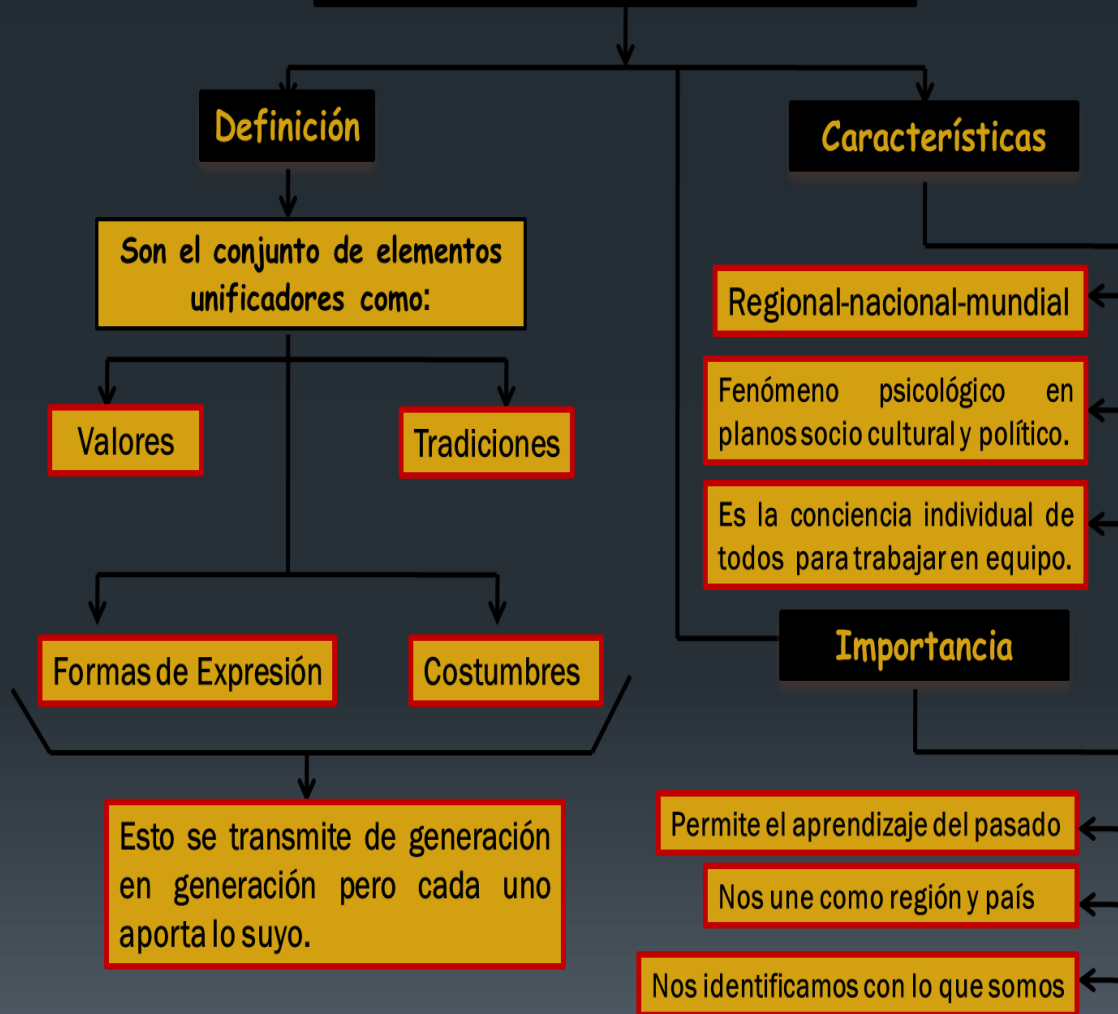 Definición
Son el conjunto de elementos
unificadores como:
Valores
Tradiciones
Formas de Expresión
Costumbres
Esto se transmite de generación
en generación pero cada uno
aporta lo suyo.
Característícas
Regional-nacional-mundial
Fenómeno psicológico en
planos socio cultural y político.
Es la conciencia individual de
todos para trabajar en equipo.
Importancia
Permite el aprendizaje del pasado
Nos une como región y país
Nos identificamos con lo que somos